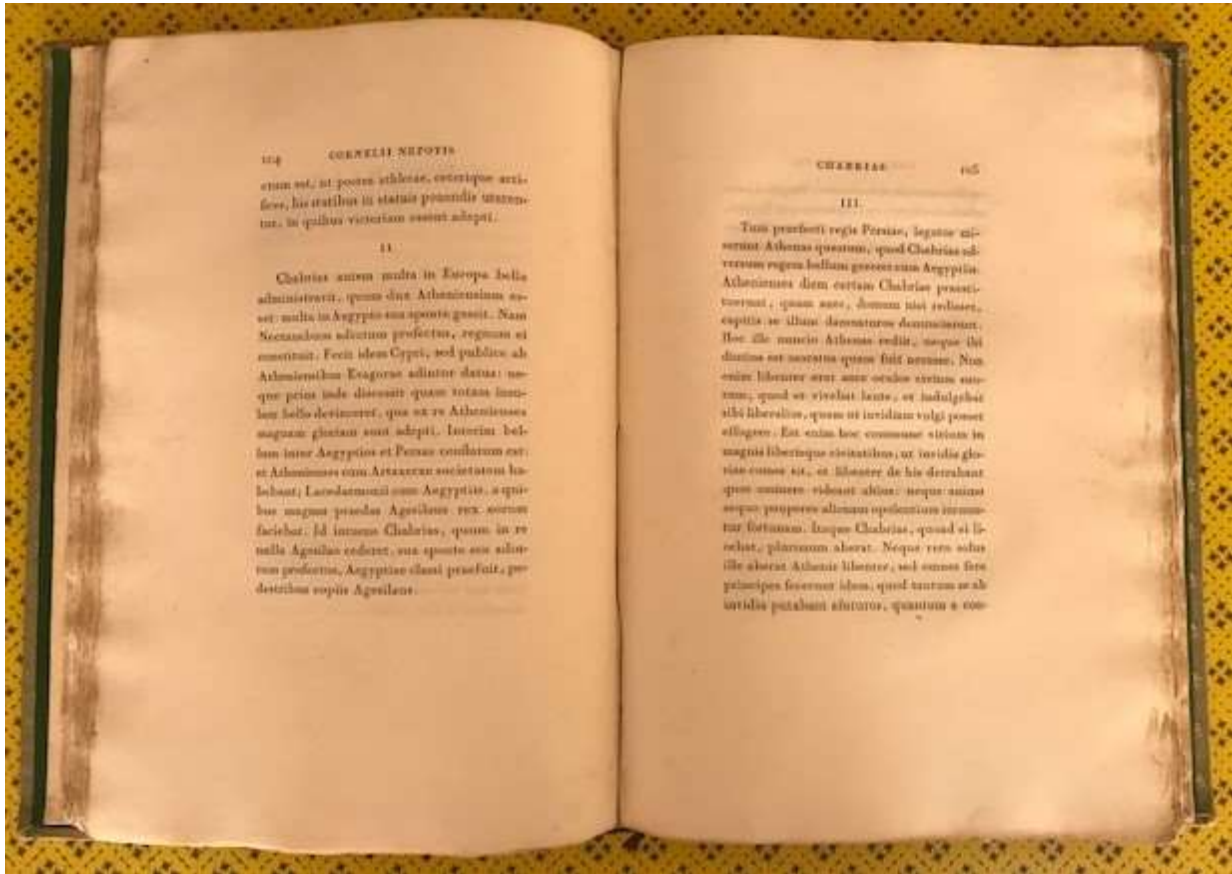 104 CORNELII NEPOTIS
ctum est, ut postea athletae, ceterique arti-
fices, his statibus in statuis ponendis uteren-
tur, in quibus victoriam essent adepti.
II
Chabrias autem multa in Europa bella
administravit, quum dux Atheniensium es-
set: multa in Aegypto sua sponte gessit. Nam
Nectanebum adiutum profectus, regnum ei
constituit. Fecit idem Cypri, sed publice ab
Atheniensibus Evagorae adiutor datus: ne-
que prius inde discessit quam totam insu-
lam bello devinceret, qua ex re Athenienses
magnam gloriam sunt adepti. Interim bel-
lum inter Aegyptios et Persas conflatum est:
et Athenienses cum Artaxerxe societatem ha-
bebant; Lacedaemonii cum Aegyptiis, a qui-
bus magnas praedas Agesilaus rex eorum
faciebat. Id intuens Chabrias, quum in re
nulla Agesilao cederet, sua sponte eos adiu-
tum profectus, Aegyptiae classi praefuit, pe-
destribus copiis Agesilaus.
CHABRIAS 105
III
Tum praefecti regis Persiae, legatos mi-
serunt Athenas questum, quod Chabrias ad-
versum regem bellum gereret cum Aegyptiis.
Athenienses diem certam Chabriae praesti-
tuerunt, quam ante, domum nisi rediisset,
capitis se illum damnaturos denunciarunt.
Hoc ille nuncio Athenas rediit, neque ibi
diutius est moratus quam fuit necesse. Non
enim libenter erat ante oculos civium suo-
rum, quod et vivebat laute, et indulgebat
sibi liberalius, quam ut invidiam vulgi posset
effugere. Est enim hoc commune vitium in
magnis liberisque civitatibus, ut invidia glo-
riae comes sit, et libenter de his detrahant
quos eminere videant altius: neque animo
aequo pauperes alienam opulentium intuen-
tur fortunam. Itaque Chabrias, quoad ei li-
cebat, plurimum aberat. Neque vero solus
ille aberat Athenis libenter, sed omnes fere
principes fecerunt idem, quod tantum se ab
invidia putabant afuturos, quantum a con-